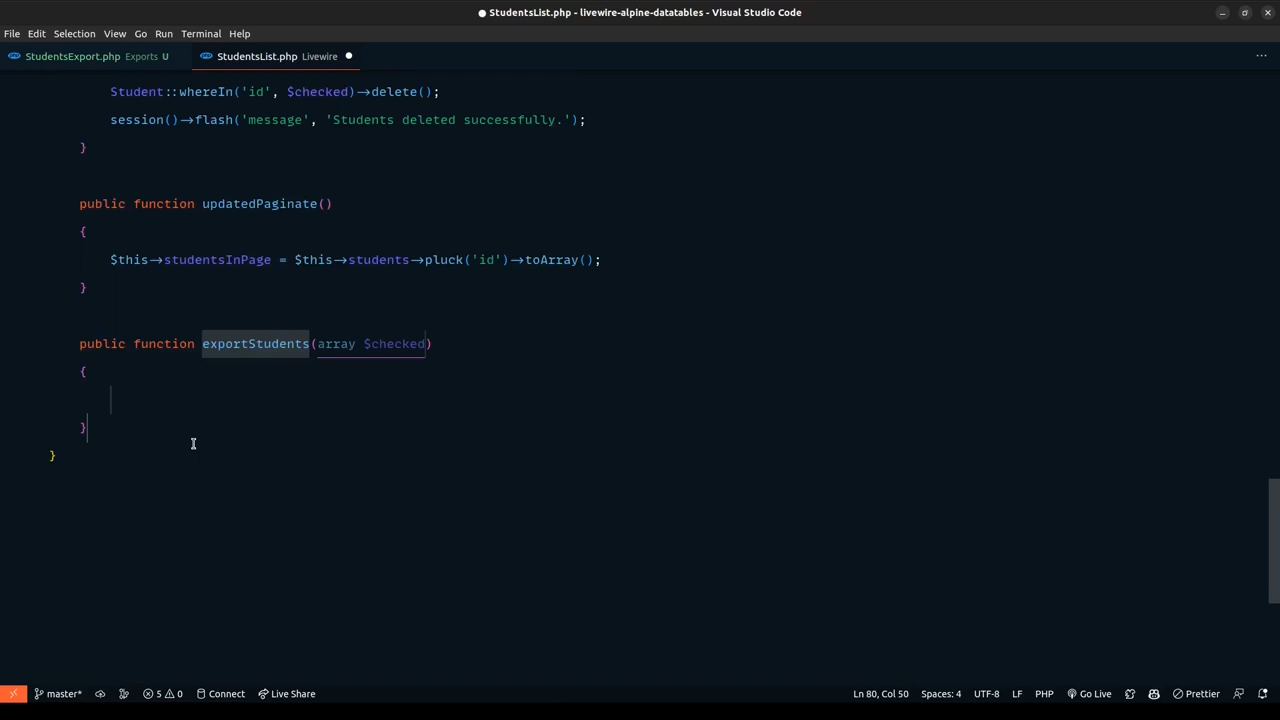 StudentsList.php - livewire-alpine-datatables - Visual Studio Code
File Edit Selection View Go Run Terminal Help
StudentsExport.php Exports U StudentsList.php Livewire
Student::whereIn('id', $checked)->delete();
session()->flash('message', 'Students deleted successfully.');
}
public function updatedPaginate()
{
$this->studentsInPage = $this->students->pluck('id')->toArray();
}
public function exportStudents(array $checked)
{
}
}
master* 5 0 Connect Live Share Ln 80, Col 50 Spaces: 4 UTF-8 LF PHP Go Live Prettier